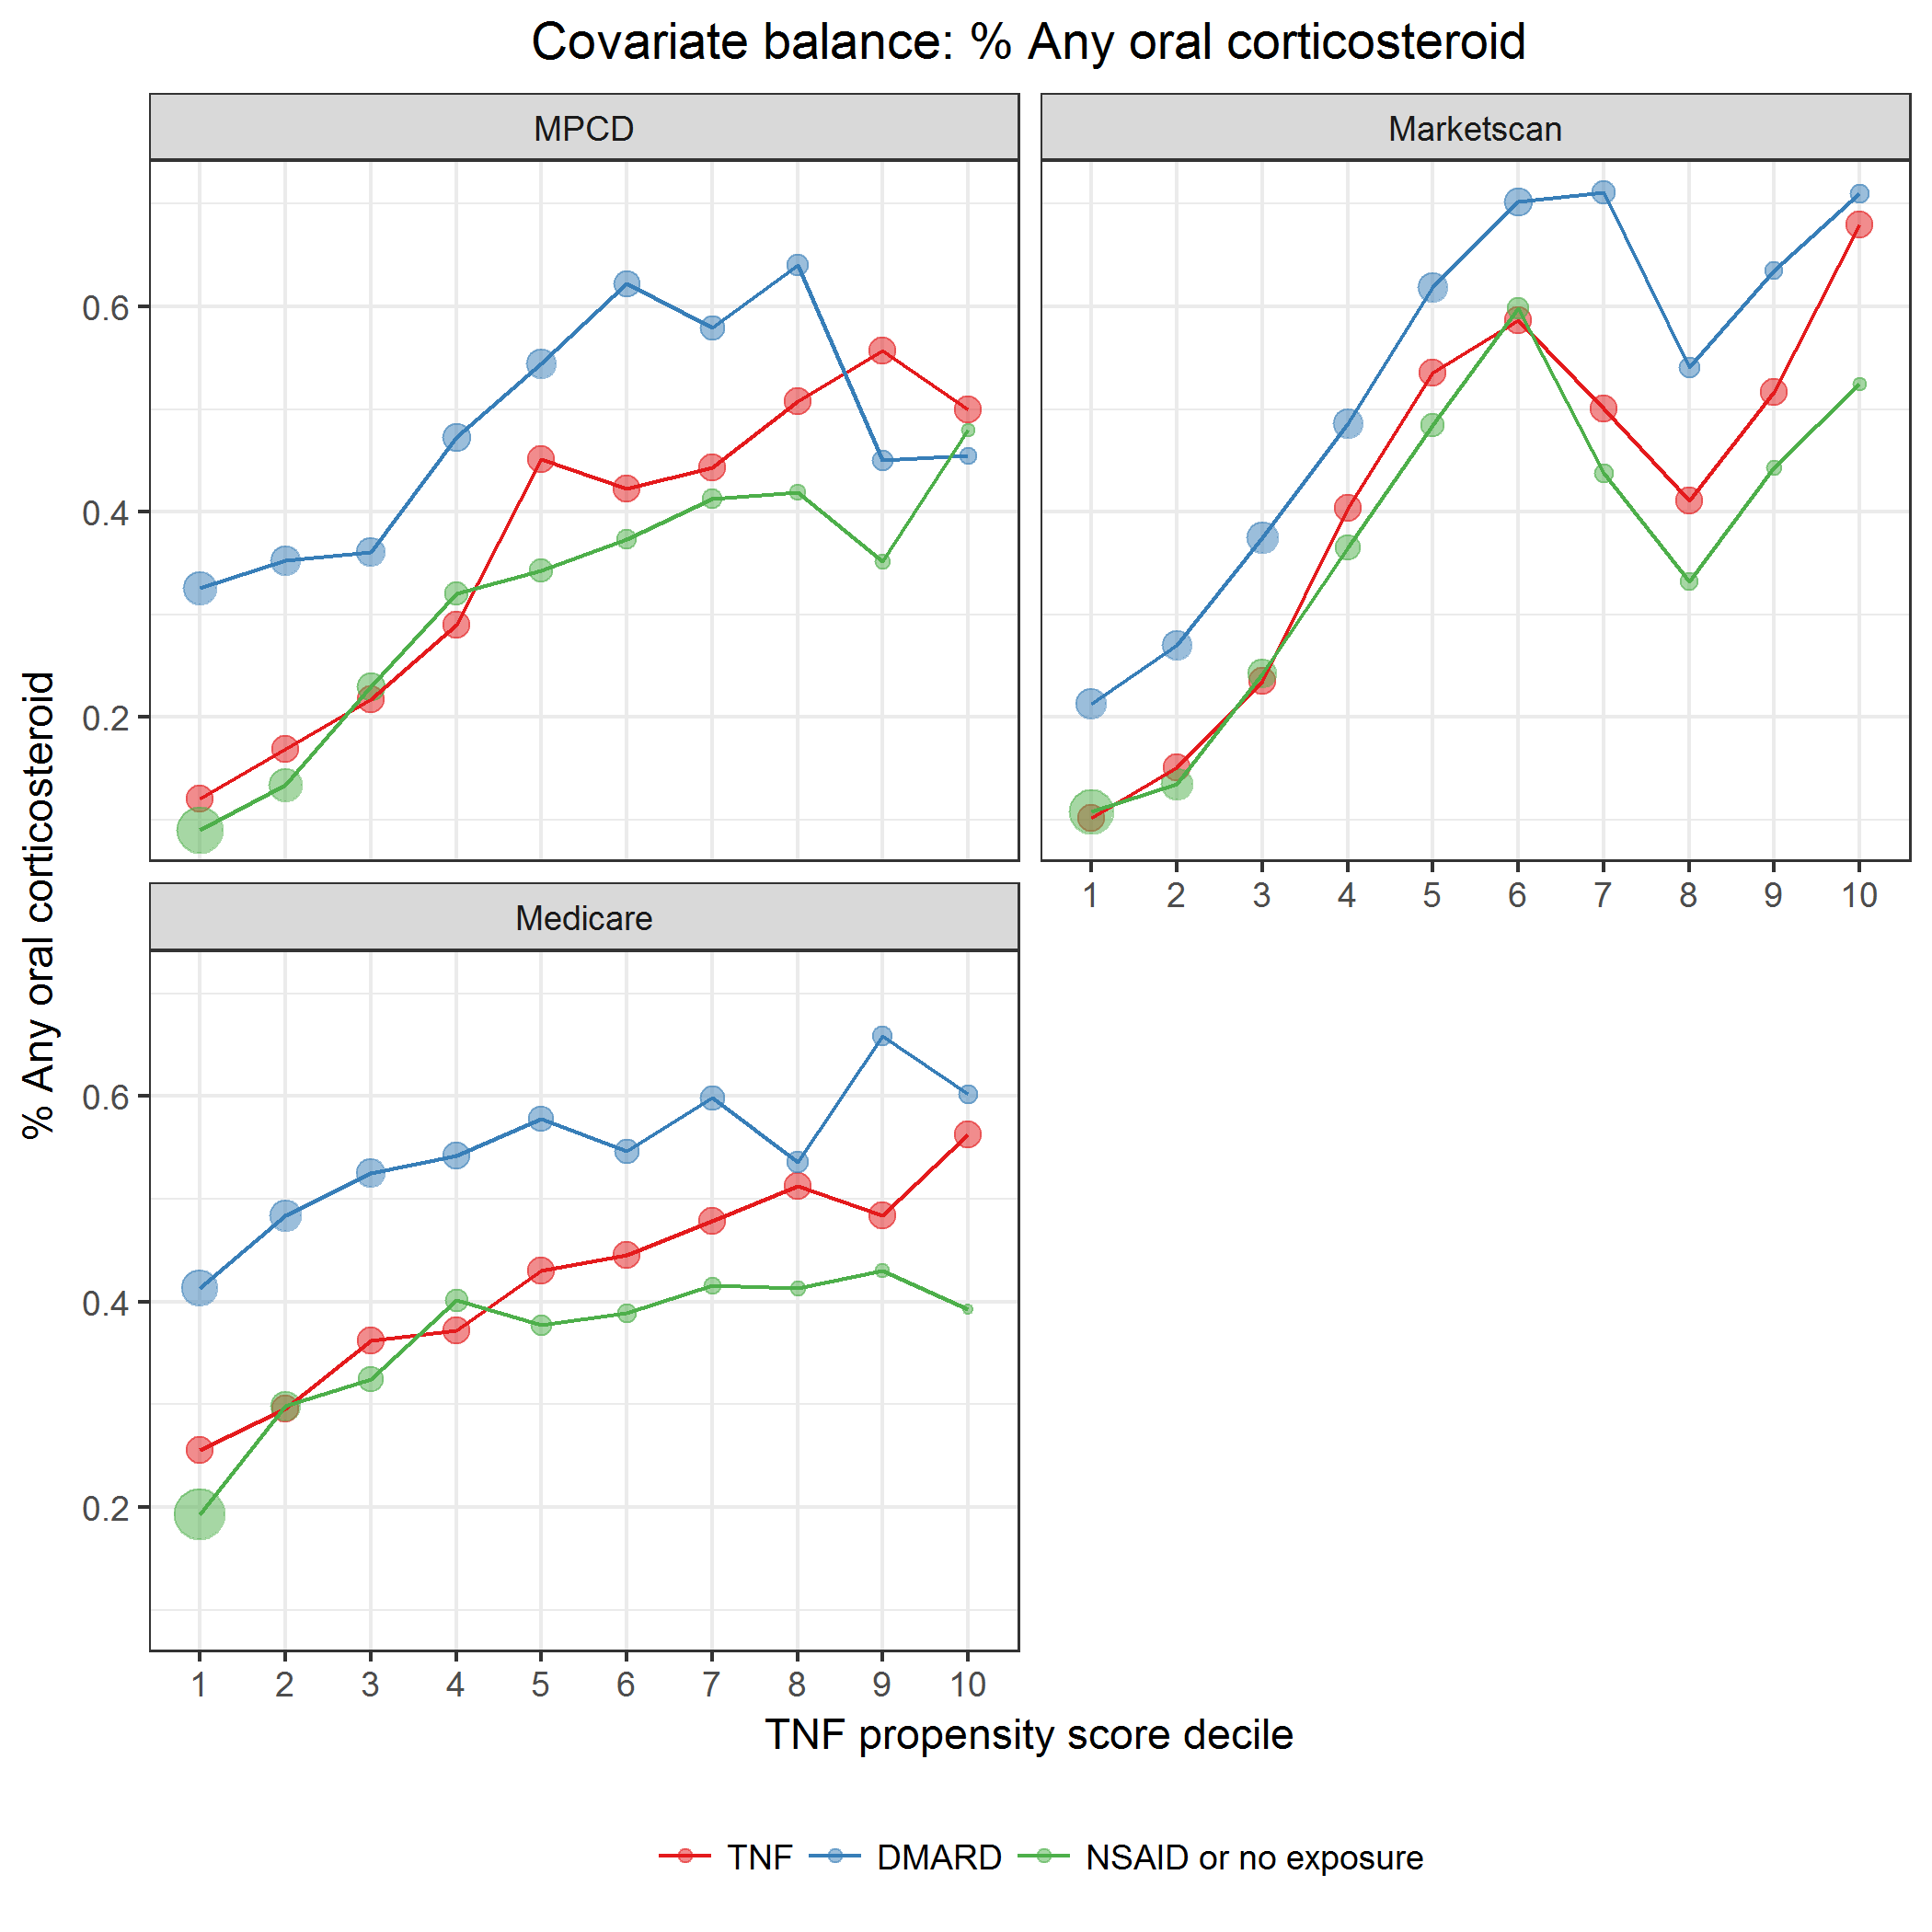 Covariate balance: % Any oral corticosteroid
MPCD
Marketscan
0.6
0.4
0.2
1 2 3 4 5 6 7 8 9 10
% Any oral corticosteroid
Medicare
0.6
0.4
0.2
1 2 3 4 5 6 7 8 9 10
TNF propensity score decile
TNF DMARD NSAID or no exposure